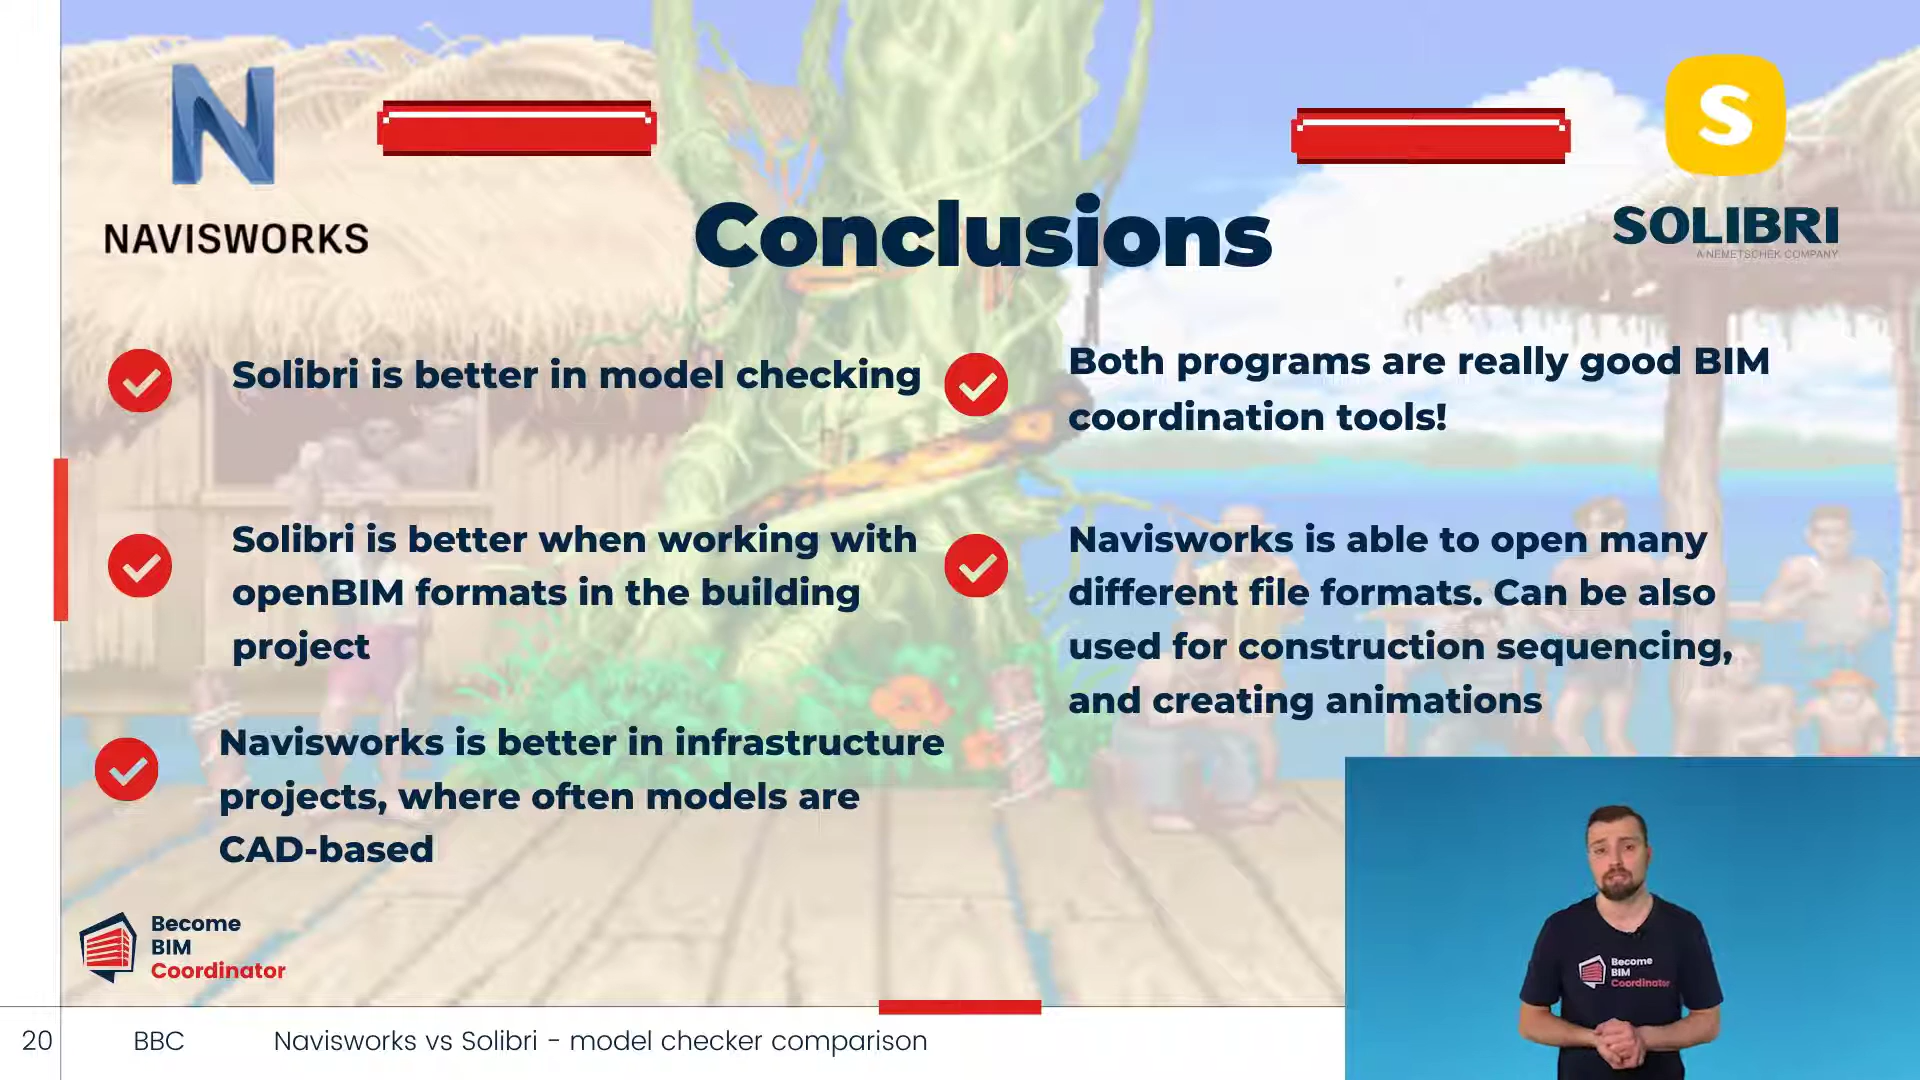 NAVISWORKS
S
SOLIBRI
A NEMETSCHEK COMPANY
Conclusions
Solibri is better in model checking
Solibri is better when working with
openBIM formats in the building
project
Navisworks is better in infrastructure
projects, where often models are
CAD-based
Both programs are really good BIM
coordination tools!
Navisworks is able to open many
different file formats. Can be also
used for construction sequencing,
and creating animations
Become
BIM
Coordinator
Become
BIM
Coordinator
20 BBC Navisworks vs Solibri - model checker comparison